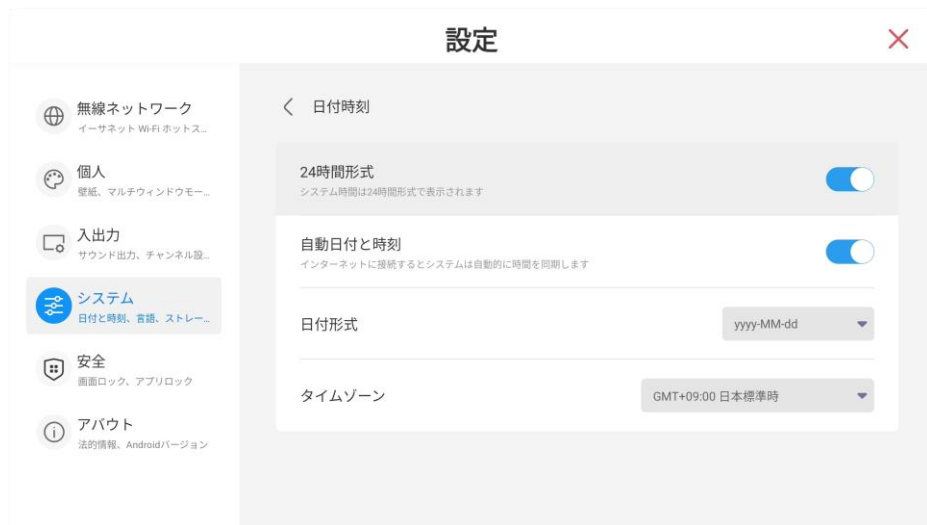 設定
無線ネットワーク
イーサネット Wi-Fi ホットス...
個人
壁紙、マルチウィンドウモー...
入出力
サウンド出力、チャンネル設...
システム
日付と時刻、言語、ストレー...
安全
画面ロック、アプリロック
アバウト
法的情報、Androidバージョン
日付時刻
24時間形式
システム時間は24時間形式で表示されます
自動日付と時刻
インターネットに接続するとシステムは自動的に時間を同期します
日付形式
yyyy-MM-dd
タイムゾーン
GMT+09:00 日本標準時